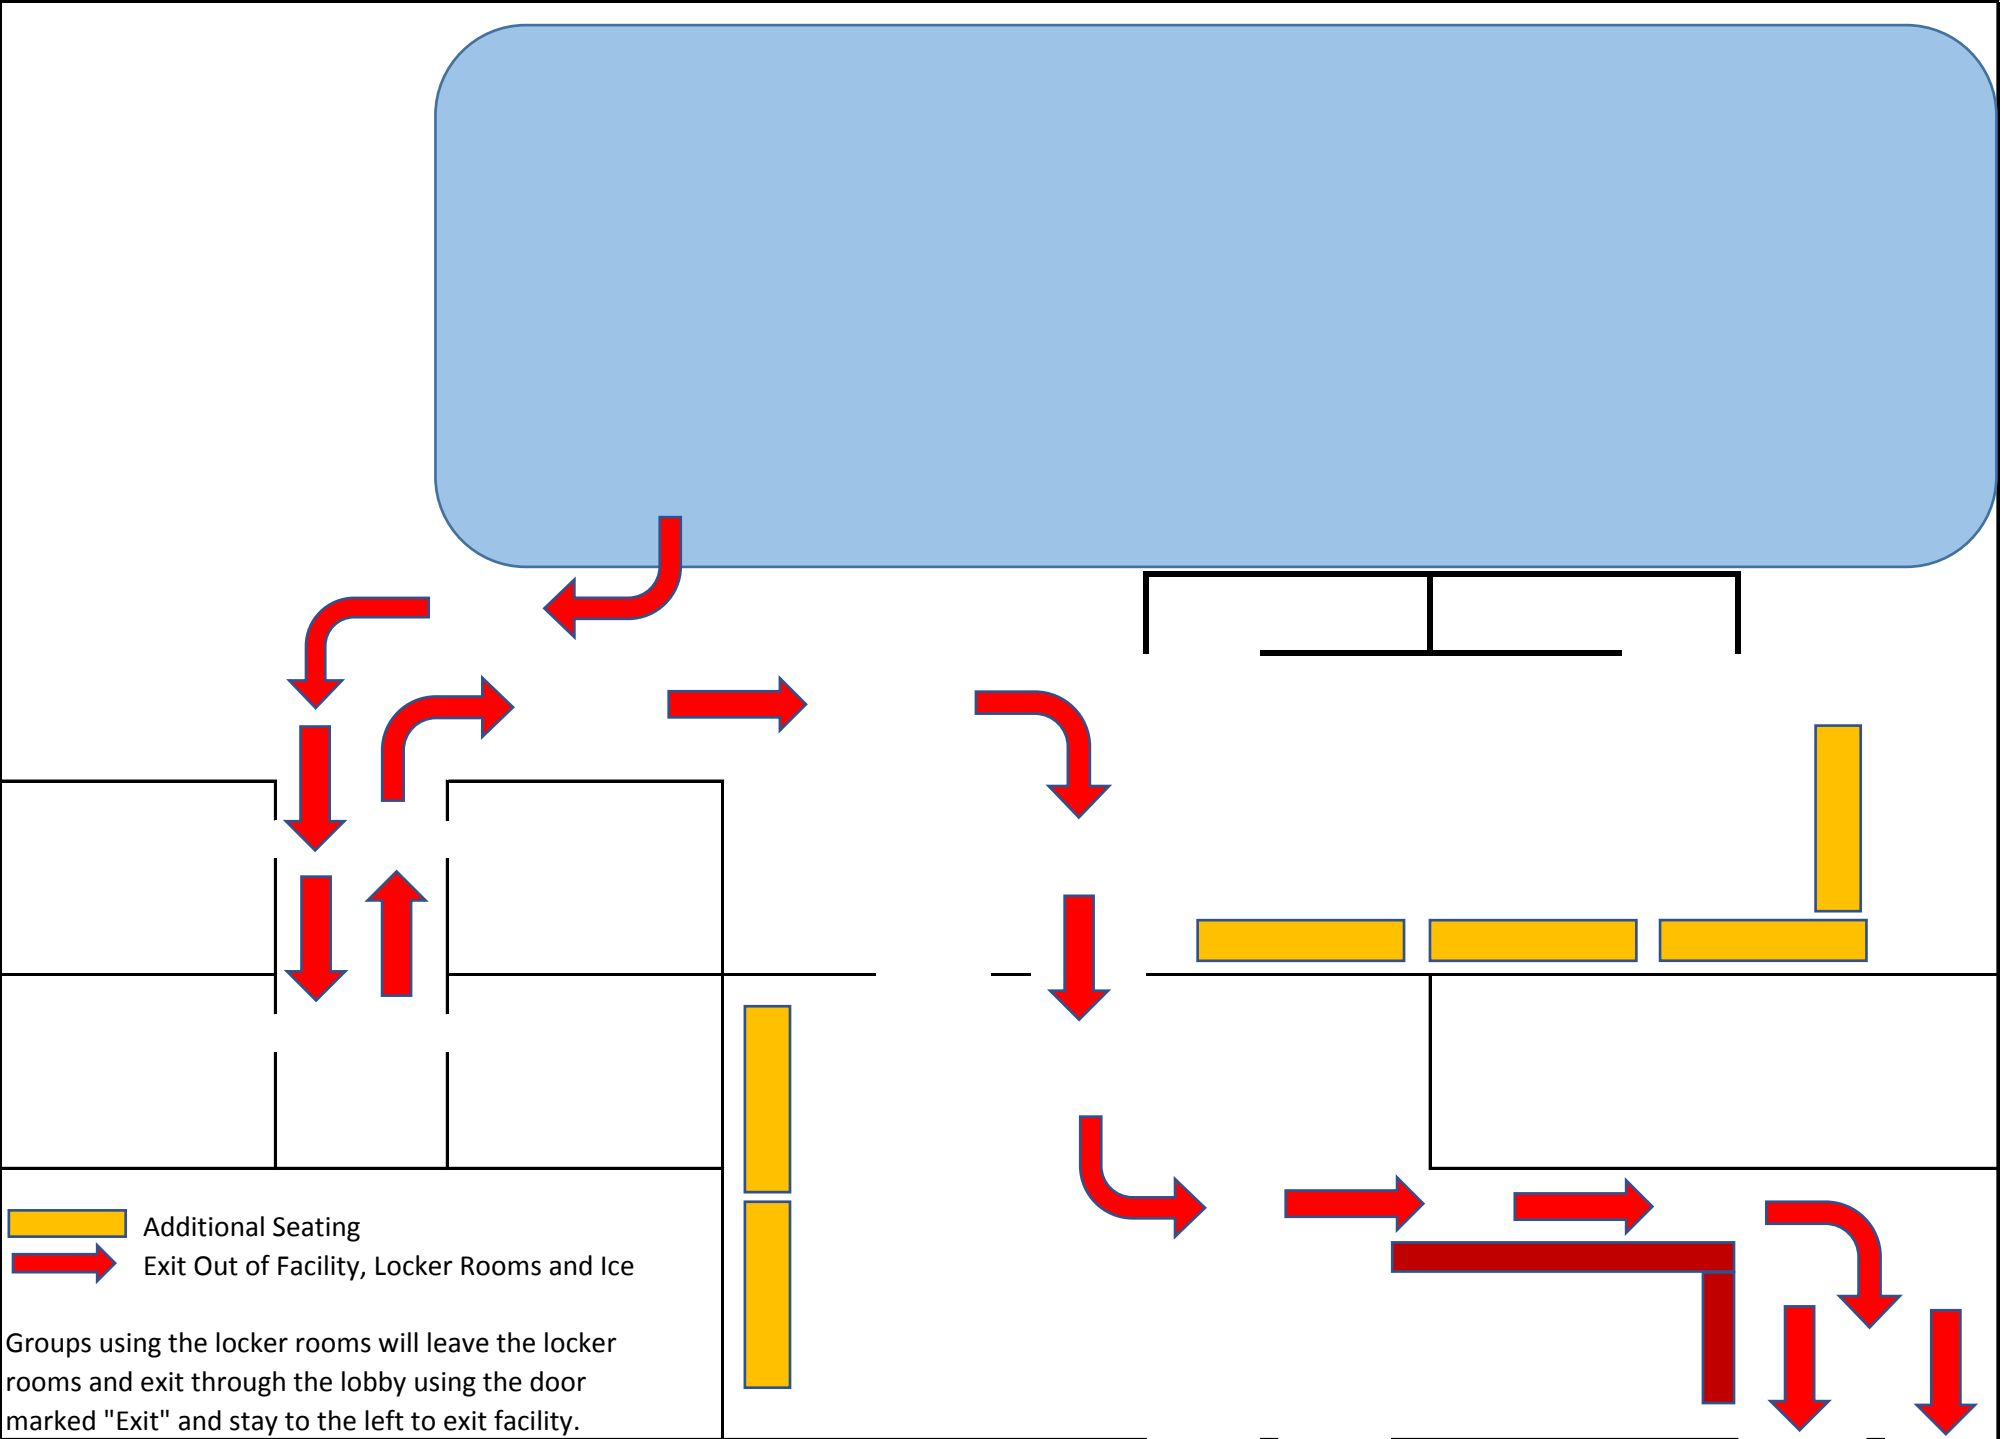 Additional Seating
Exit Out of Facility, Locker Rooms and Ice
Groups using the locker rooms will leave the locker
rooms and exit through the lobby using the door
marked "Exit" and stay to the left to exit facility.